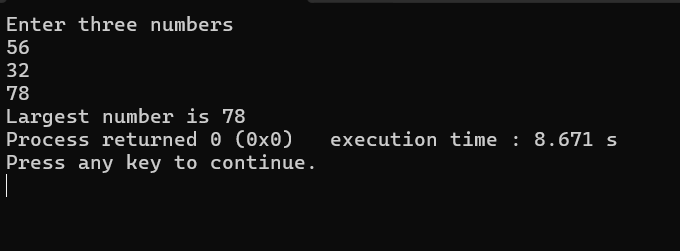 Enter three numbers
56
32
78
Largest number is 78
Process returned 0 (0x0)   execution time : 8.671 s
Press any key to continue.